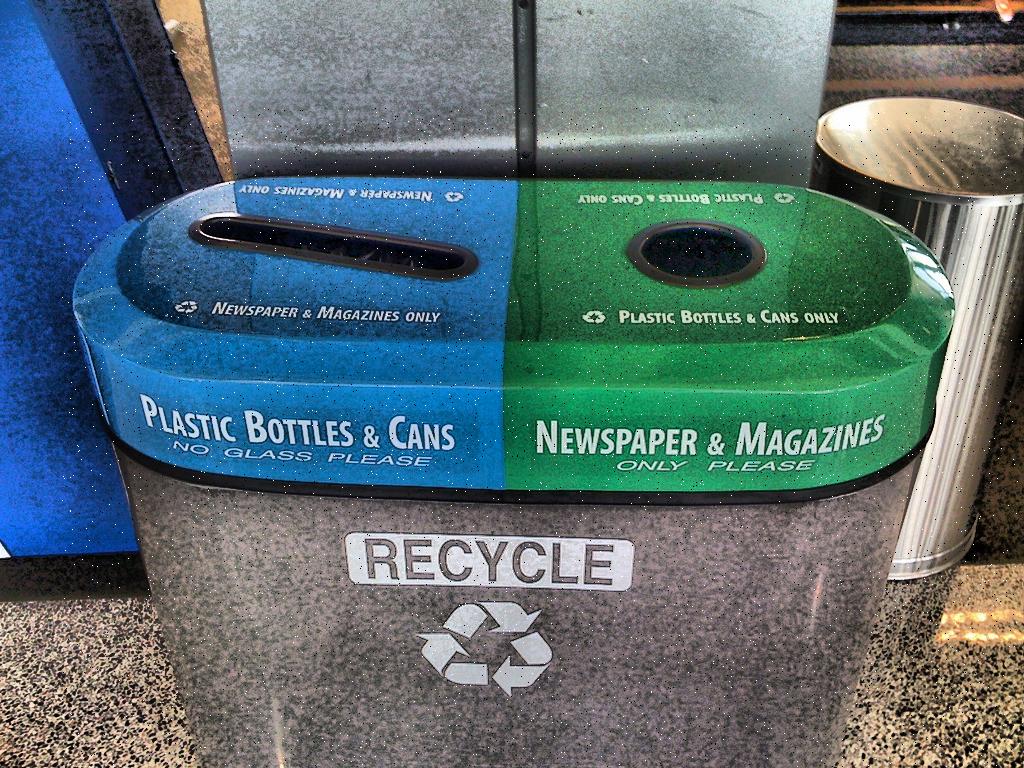 NEWSPAPER & MAGAZINES ONLY
PLASTIC BOTTLES & CANS ONLY
NEWSPAPER & MAGAZINES ONLY
PLASTIC BOTTLES & CANS ONLY
PLASTIC BOTTLES & CANS
NO GLASS PLEASE
NEWSPAPER & MAGAZINES
ONLY PLEASE
RECYCLE